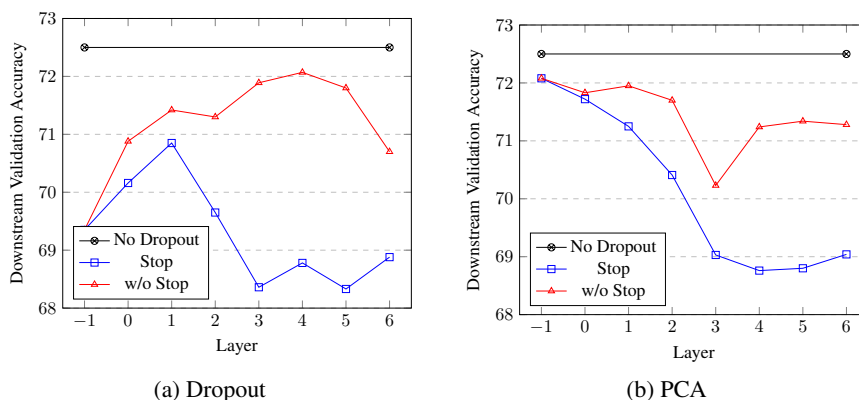 73
72
71
70
69
68
Downstream Validation Accuracy
No Dropout
Stop
w/o Stop
−1 0 1 2 3 4 5 6
Layer
(a) Dropout
73
72
71
70
69
68
Downstream Validation Accuracy
No Dropout
Stop
w/o Stop
−1 0 1 2 3 4 5 6
Layer
(b) PCA